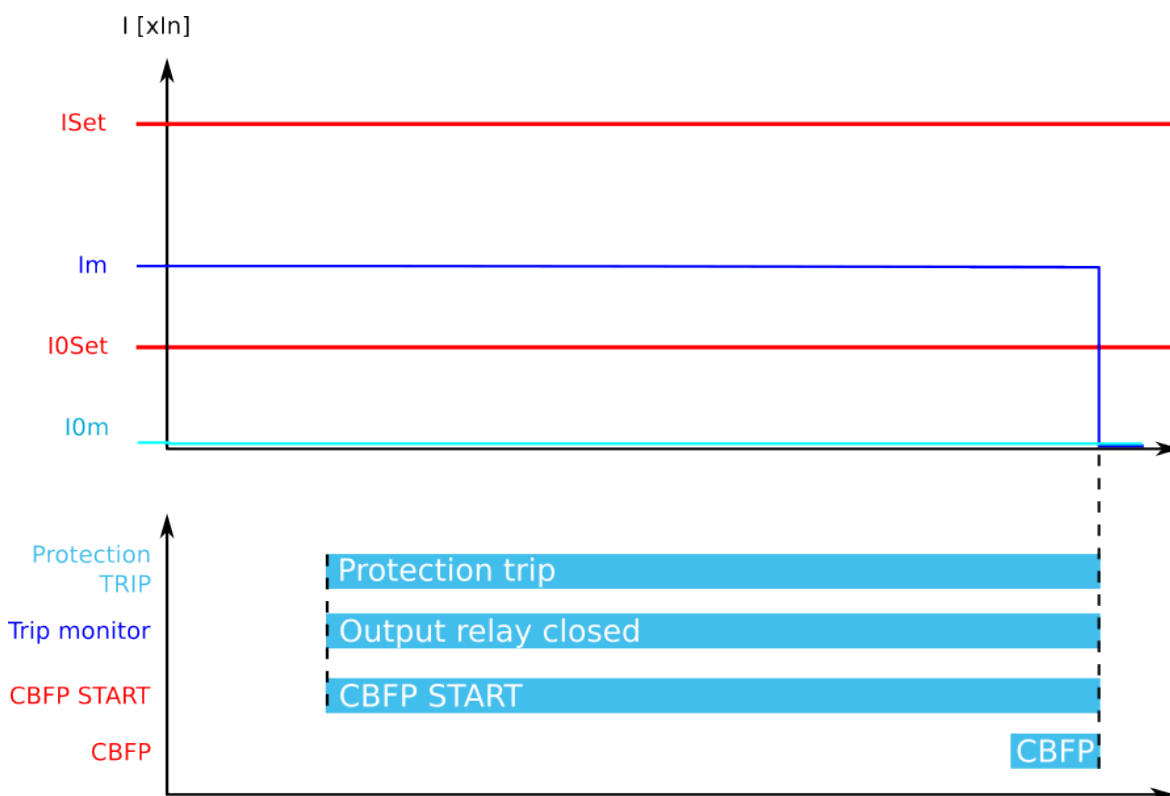 I [xIn]
ISet
Im
I0Set
I0m
Protection
TRIP
Protection trip
Trip monitor
Output relay closed
CBFP START
CBFP START
CBFP
CBFP